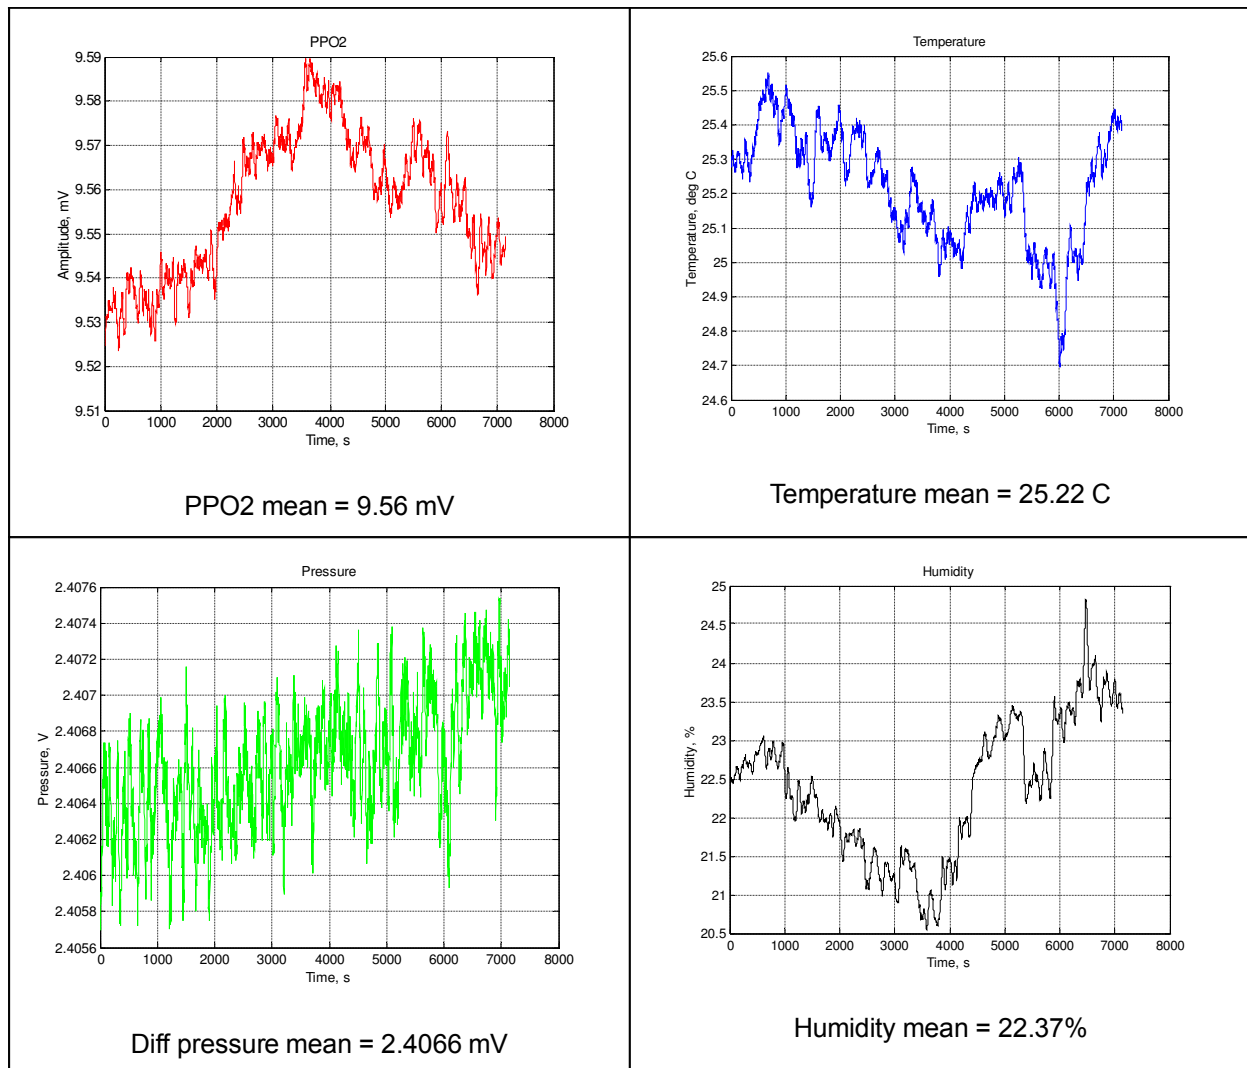 PPO2
9.59
9.58
9.57
9.56
9.55
9.54
9.53
9.52
9.51
Amplitude, mV
0 1000 2000 3000 4000 5000 6000 7000 8000
Time, s
PPO2 mean = 9.56 mV
Temperature
25.6
25.5
25.4
25.3
25.2
25.1
25
24.9
24.8
24.7
24.6
Temperature, deg C
0 1000 2000 3000 4000 5000 6000 7000 8000
Time, s
Temperature mean = 25.22 C
Pressure
2.4076
2.4074
2.4072
2.407
2.4068
2.4066
2.4064
2.4062
2.406
2.4058
2.4056
Pressure, V
0 1000 2000 3000 4000 5000 6000 7000 8000
Time, s
Diff pressure mean = 2.4066 mV
Humidity
25
24.5
24
23.5
23
22.5
22
21.5
21
20.5
Humidity, %
0 1000 2000 3000 4000 5000 6000 7000 8000
Time, s
Humidity mean = 22.37%